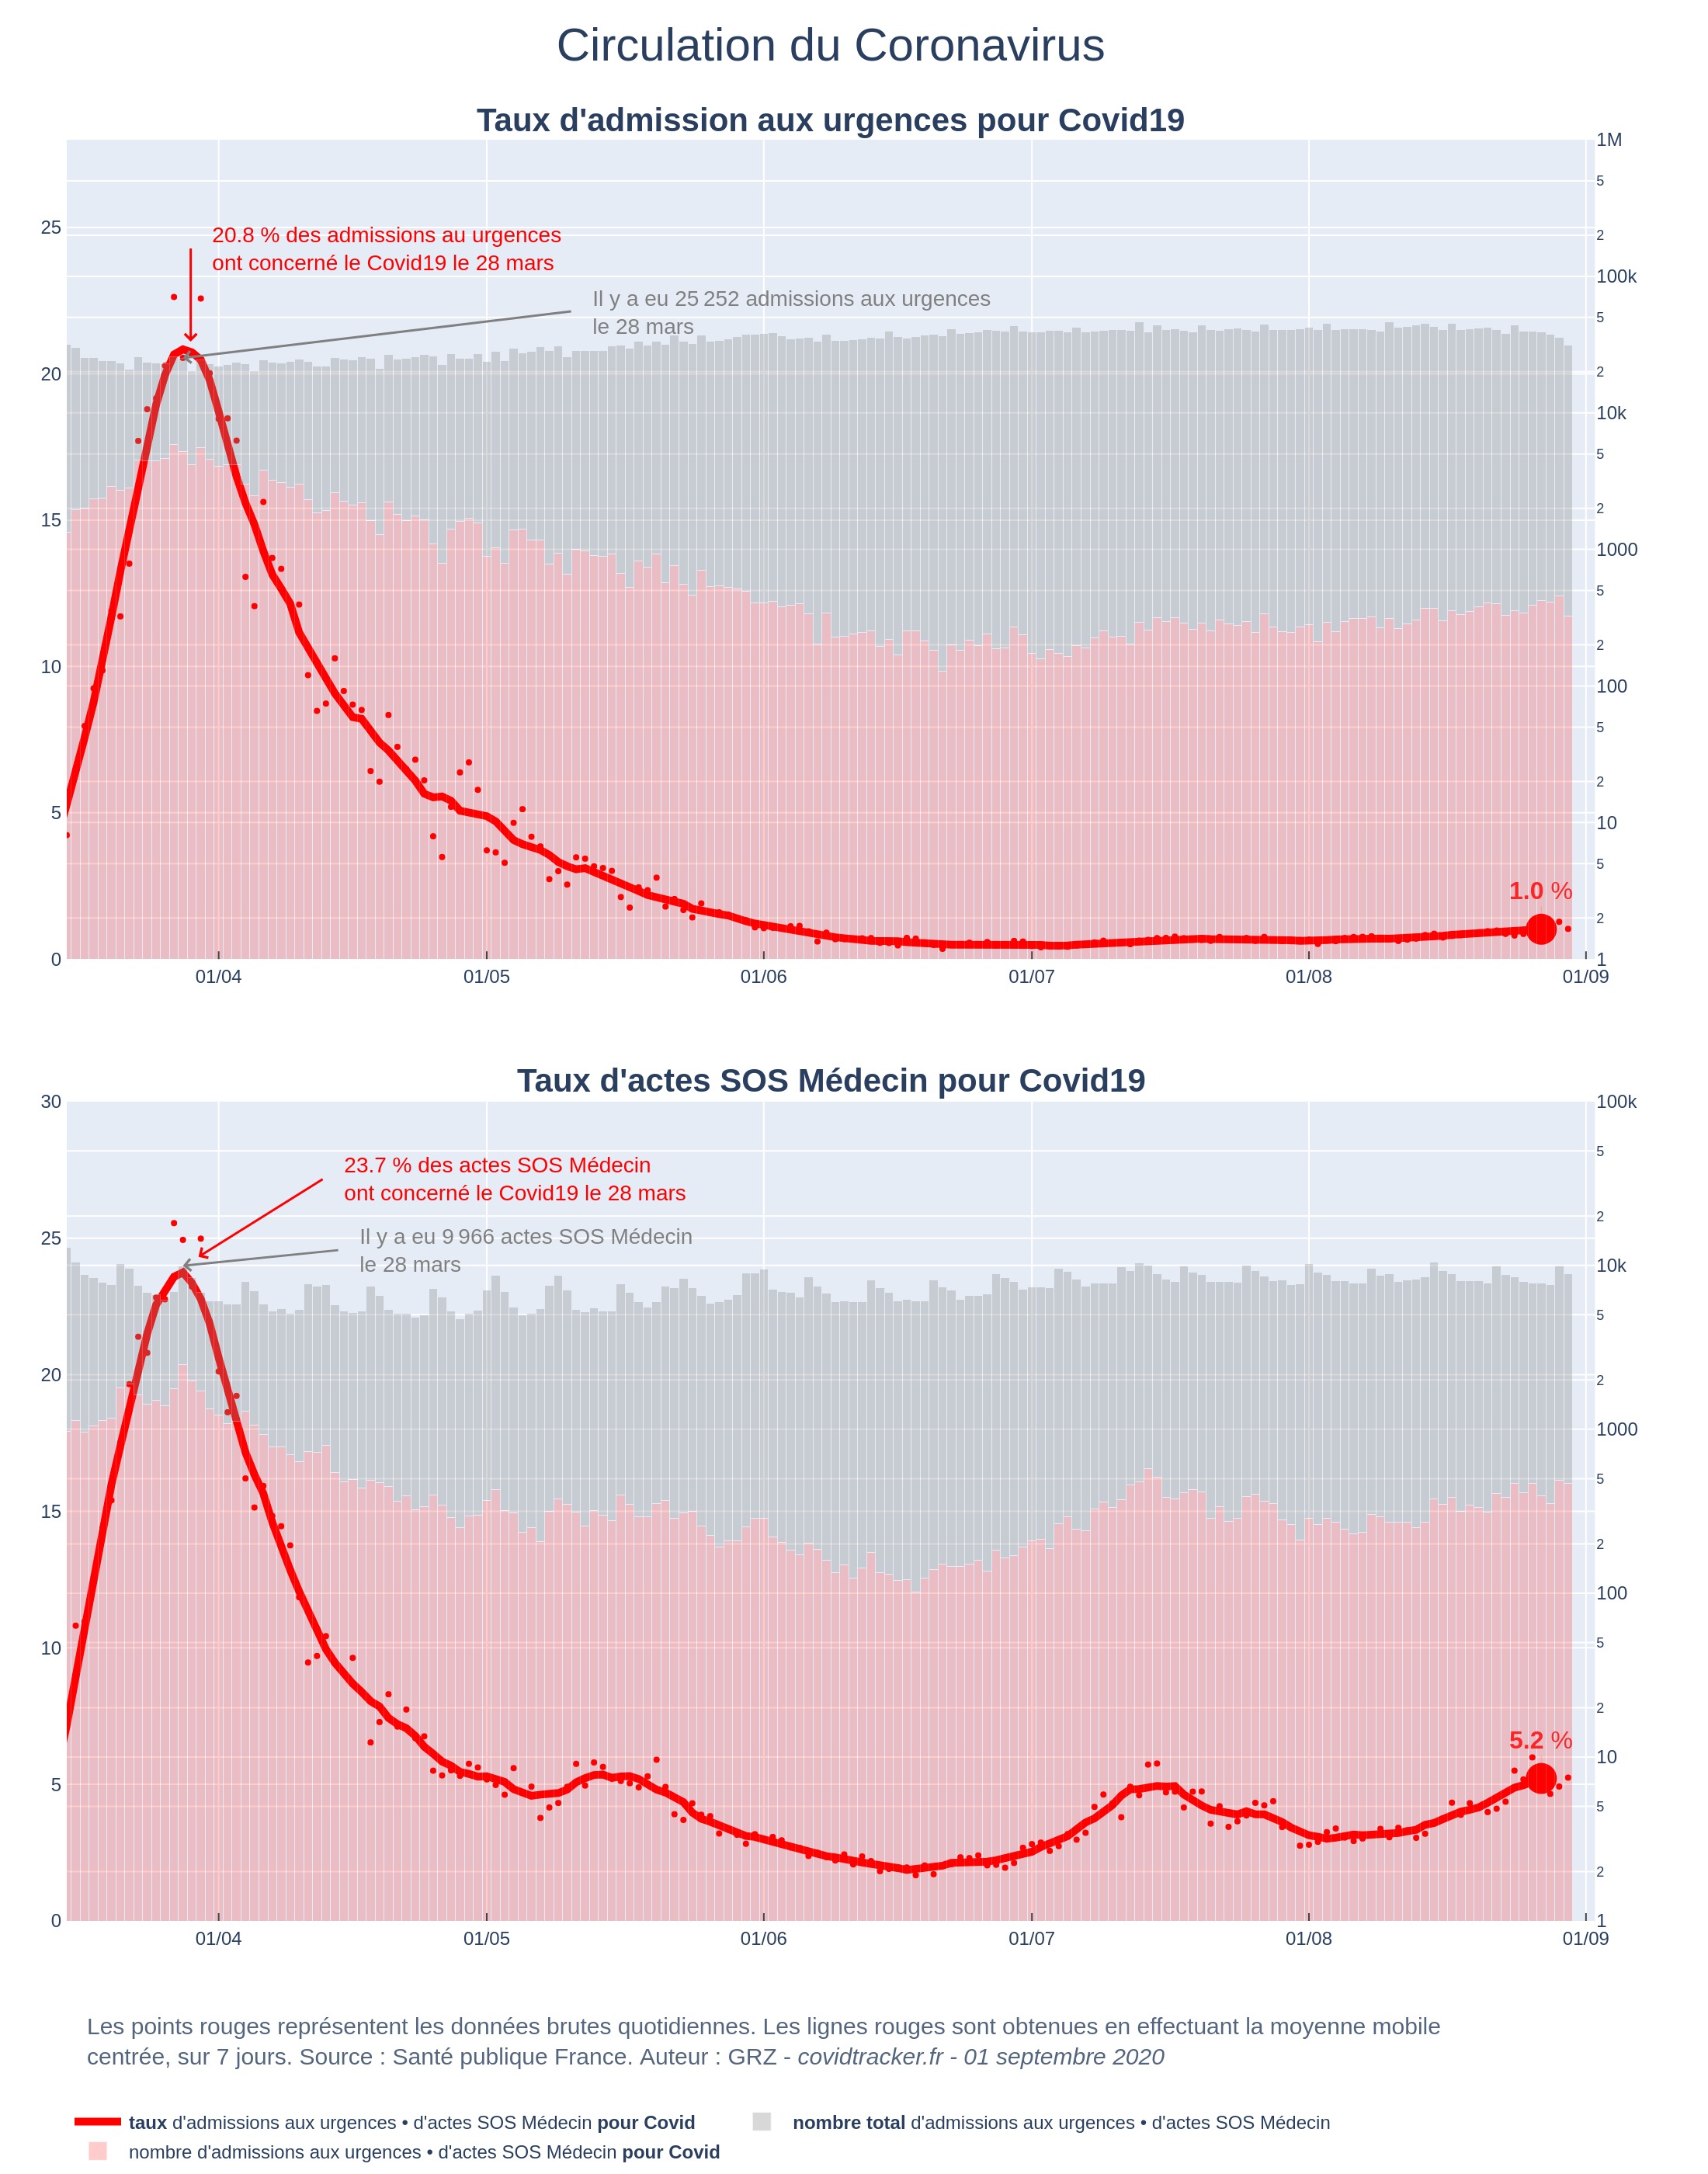 Circulation du Coronavirus
Taux d'admission aux urgences pour Covid19
1M
5
25
20.8 % des admissions au urgences
2
ont concerné le Covid19 le 28 mars
100k
Il y a eu 25 252 admissions aux urgences
5
le 28 mars
20
2
10k
5
15
2
1000
5
10
2
100
5
2
5
10
5
1.0 %
2
0
1
01/04
01/05
01/06
01/07
01/08
01/09
Taux d'actes SOS Médecin pour Covid19
30
100k
5
23.7 % des actes SOS Médecin
ont concerné le Covid19 le 28 mars
2
25
Il y a eu 9 966 actes SOS Médecin
le 28 mars
10k
5
20
2
1000
5
15
2
100
10
5
2
5.2 %
10
5
5
2
0
1
01/04
01/05
01/06
01/07
01/08
01/09
Les points rouges représentent les données brutes quotidiennes. Les lignes rouges sont obtenues en effectuant la moyenne mobile
centrée, sur 7 jours. Source : Santé publique France. Auteur : GRZ - covidtracker.fr - 01 septembre 2020
taux d'admissions aux urgences • d'actes SOS Médecin pour Covid
nombre total d'admissions aux urgences • d'actes SOS Médecin
nombre d'admissions aux urgences • d'actes SOS Médecin pour Covid